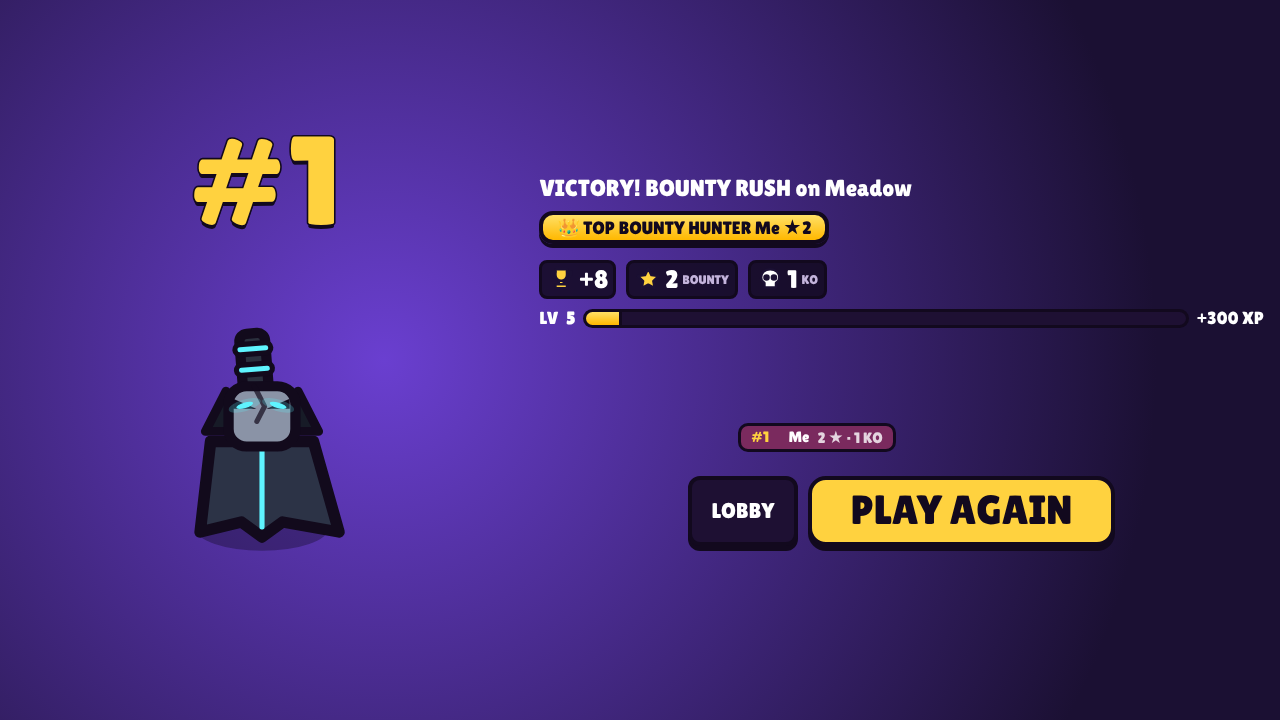 #1
VICTORY! BOUNTY RUSH on Meadow
👑 TOP BOUNTY HUNTER Me ★2
+8 2 BOUNTY 1 KO
LV 5 +300 XP
#1 Me 2 ★ · 1 KO
LOBBY PLAY AGAIN